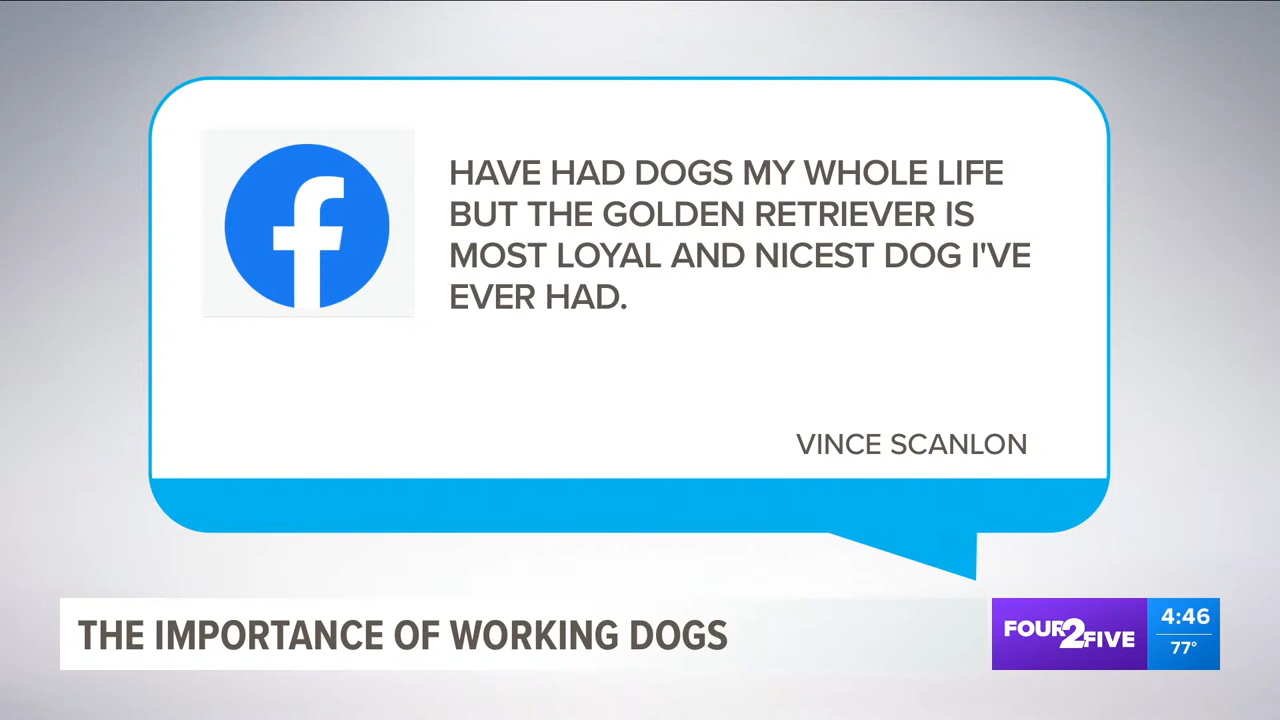 HAVE HAD DOGS MY WHOLE LIFE
BUT THE GOLDEN RETRIEVER IS
MOST LOYAL AND NICEST DOG I'VE
EVER HAD.
VINCE SCANLON
THE IMPORTANCE OF WORKING DOGS
FOUR2FIVE
4:46
77°